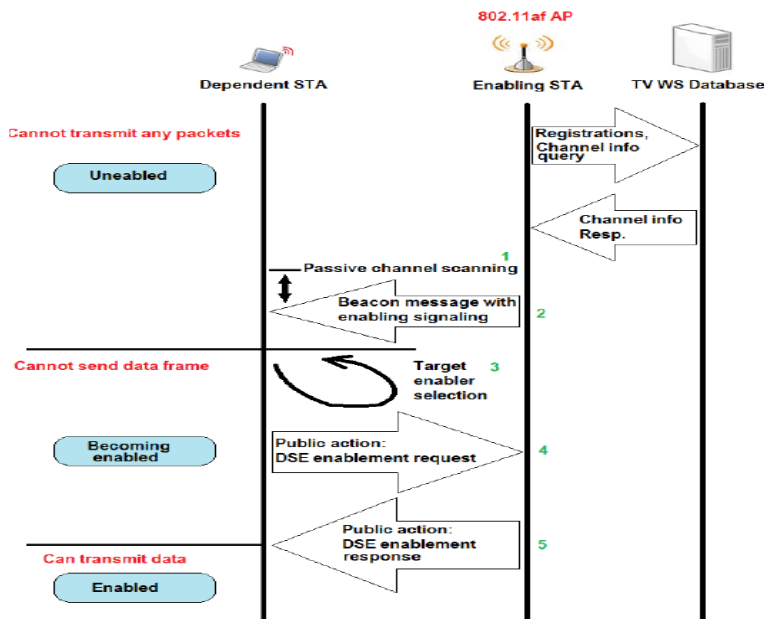 802.11af AP
Dependent STA
Enabling STA
TV WS Database
Cannot transmit any packets
Uneabled
Registrations,
Channel info
query
Channel info
Resp.
1
Passive channel scanning
Beacon message with
enabling signaling
2
Cannot send data frame
Target
enabler
selection
3
Becoming
enabled
Public action:
DSE enablement request
4
Public action:
DSE enablement
response
5
Can transmit data
Enabled